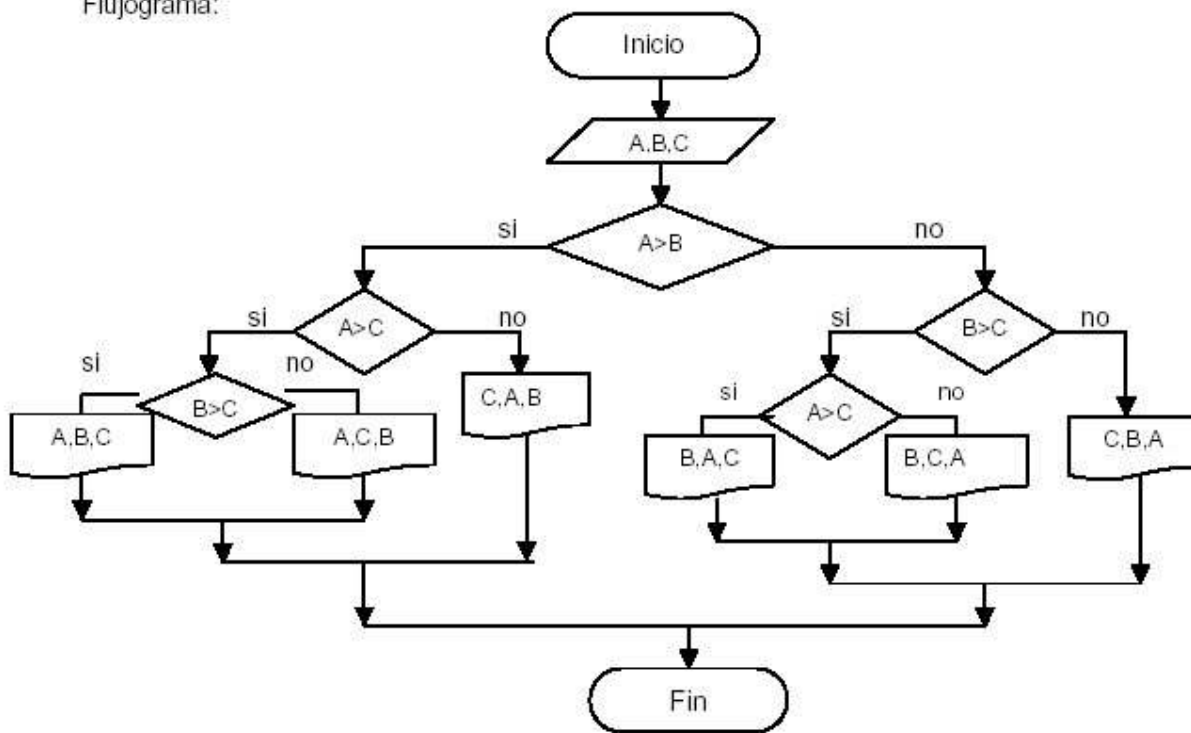 Flujograma:
Inicio
A,B,C
A>B
si
no
A>C
si
no
B>C
si
no
A,B,C
A,C,B
C,A,B
B>C
si
no
A>C
si
no
B,A,C
B,C,A
C,B,A
Fin